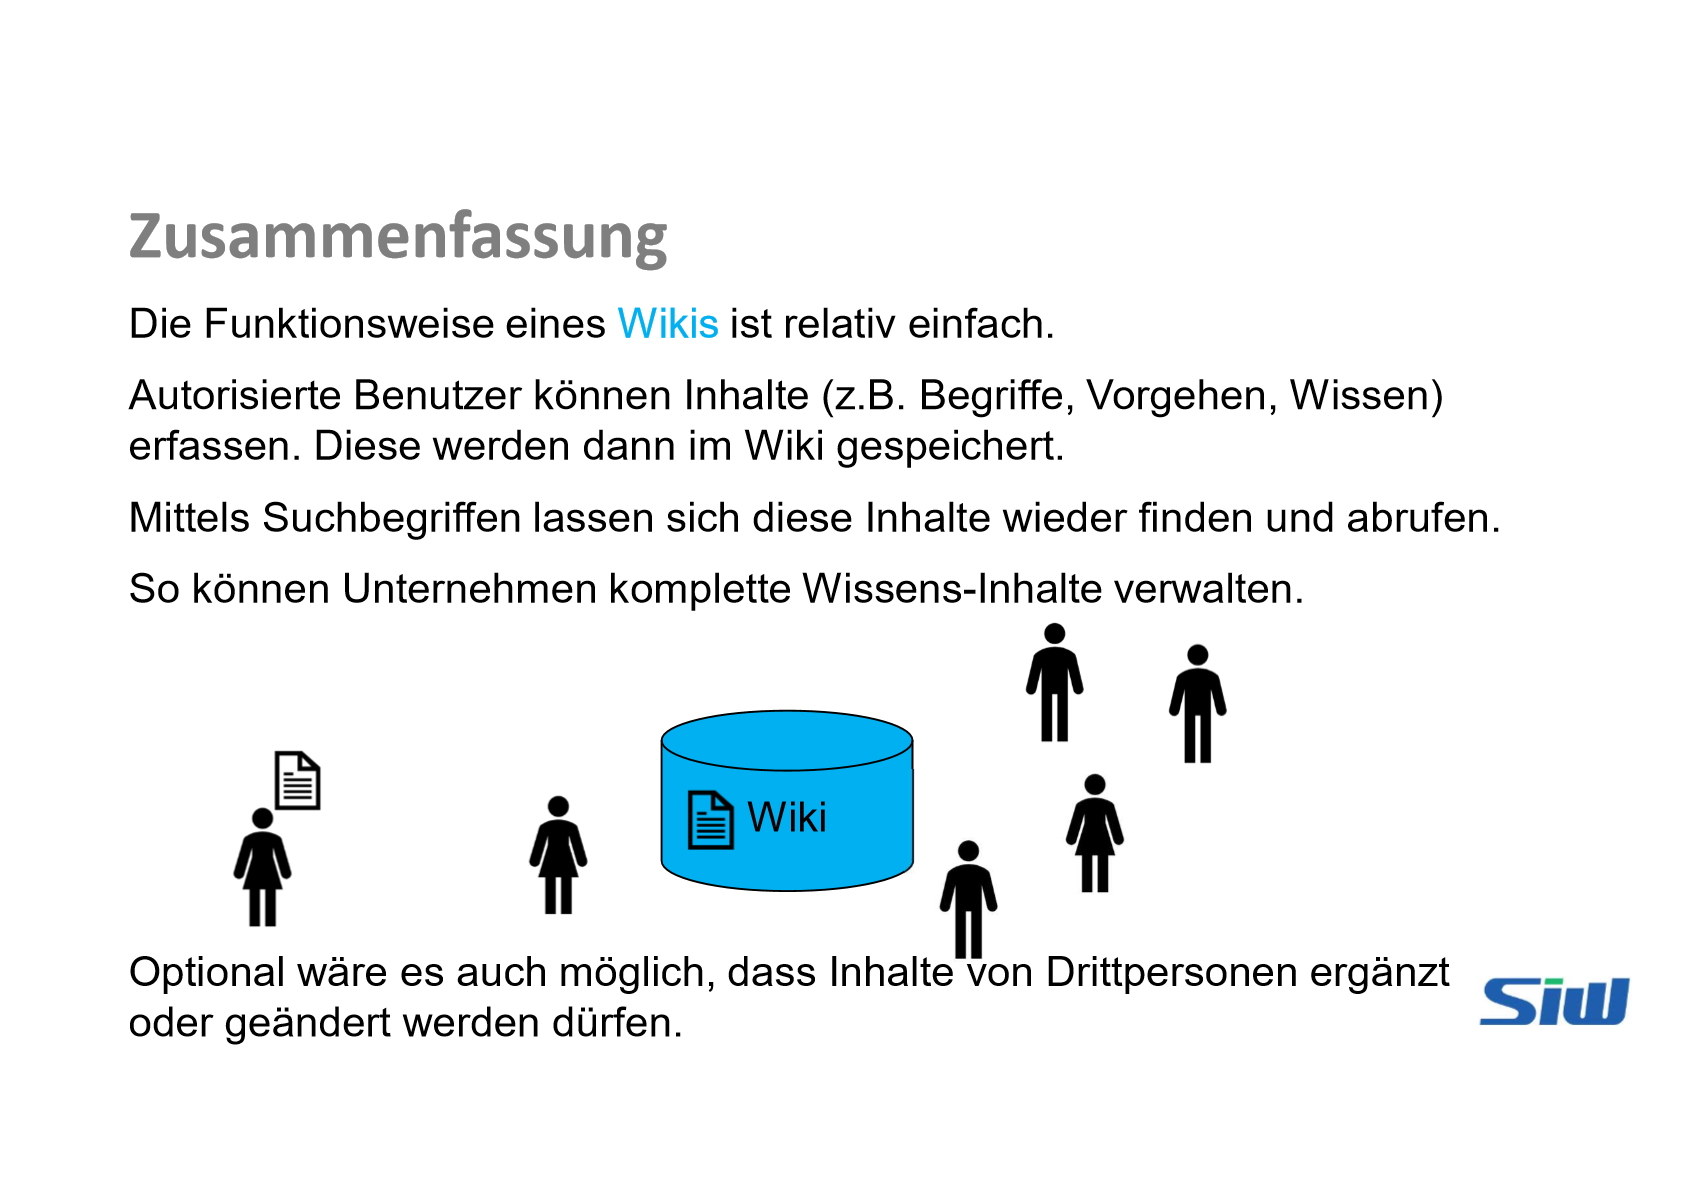 Zusammenfassung
Die Funktionsweise eines Wikis ist relativ einfach.
Autorisierte Benutzer können Inhalte (z.B. Begriffe, Vorgehen, Wissen)
erfassen. Diese werden dann im Wiki gespeichert.
Mittels Suchbegriffen lassen sich diese Inhalte wieder finden und abrufen.
So können Unternehmen komplette Wissens-Inhalte verwalten.
Wiki
Optional wäre es auch möglich, dass Inhalte von Drittpersonen ergänzt
oder geändert werden dürfen.
Siw